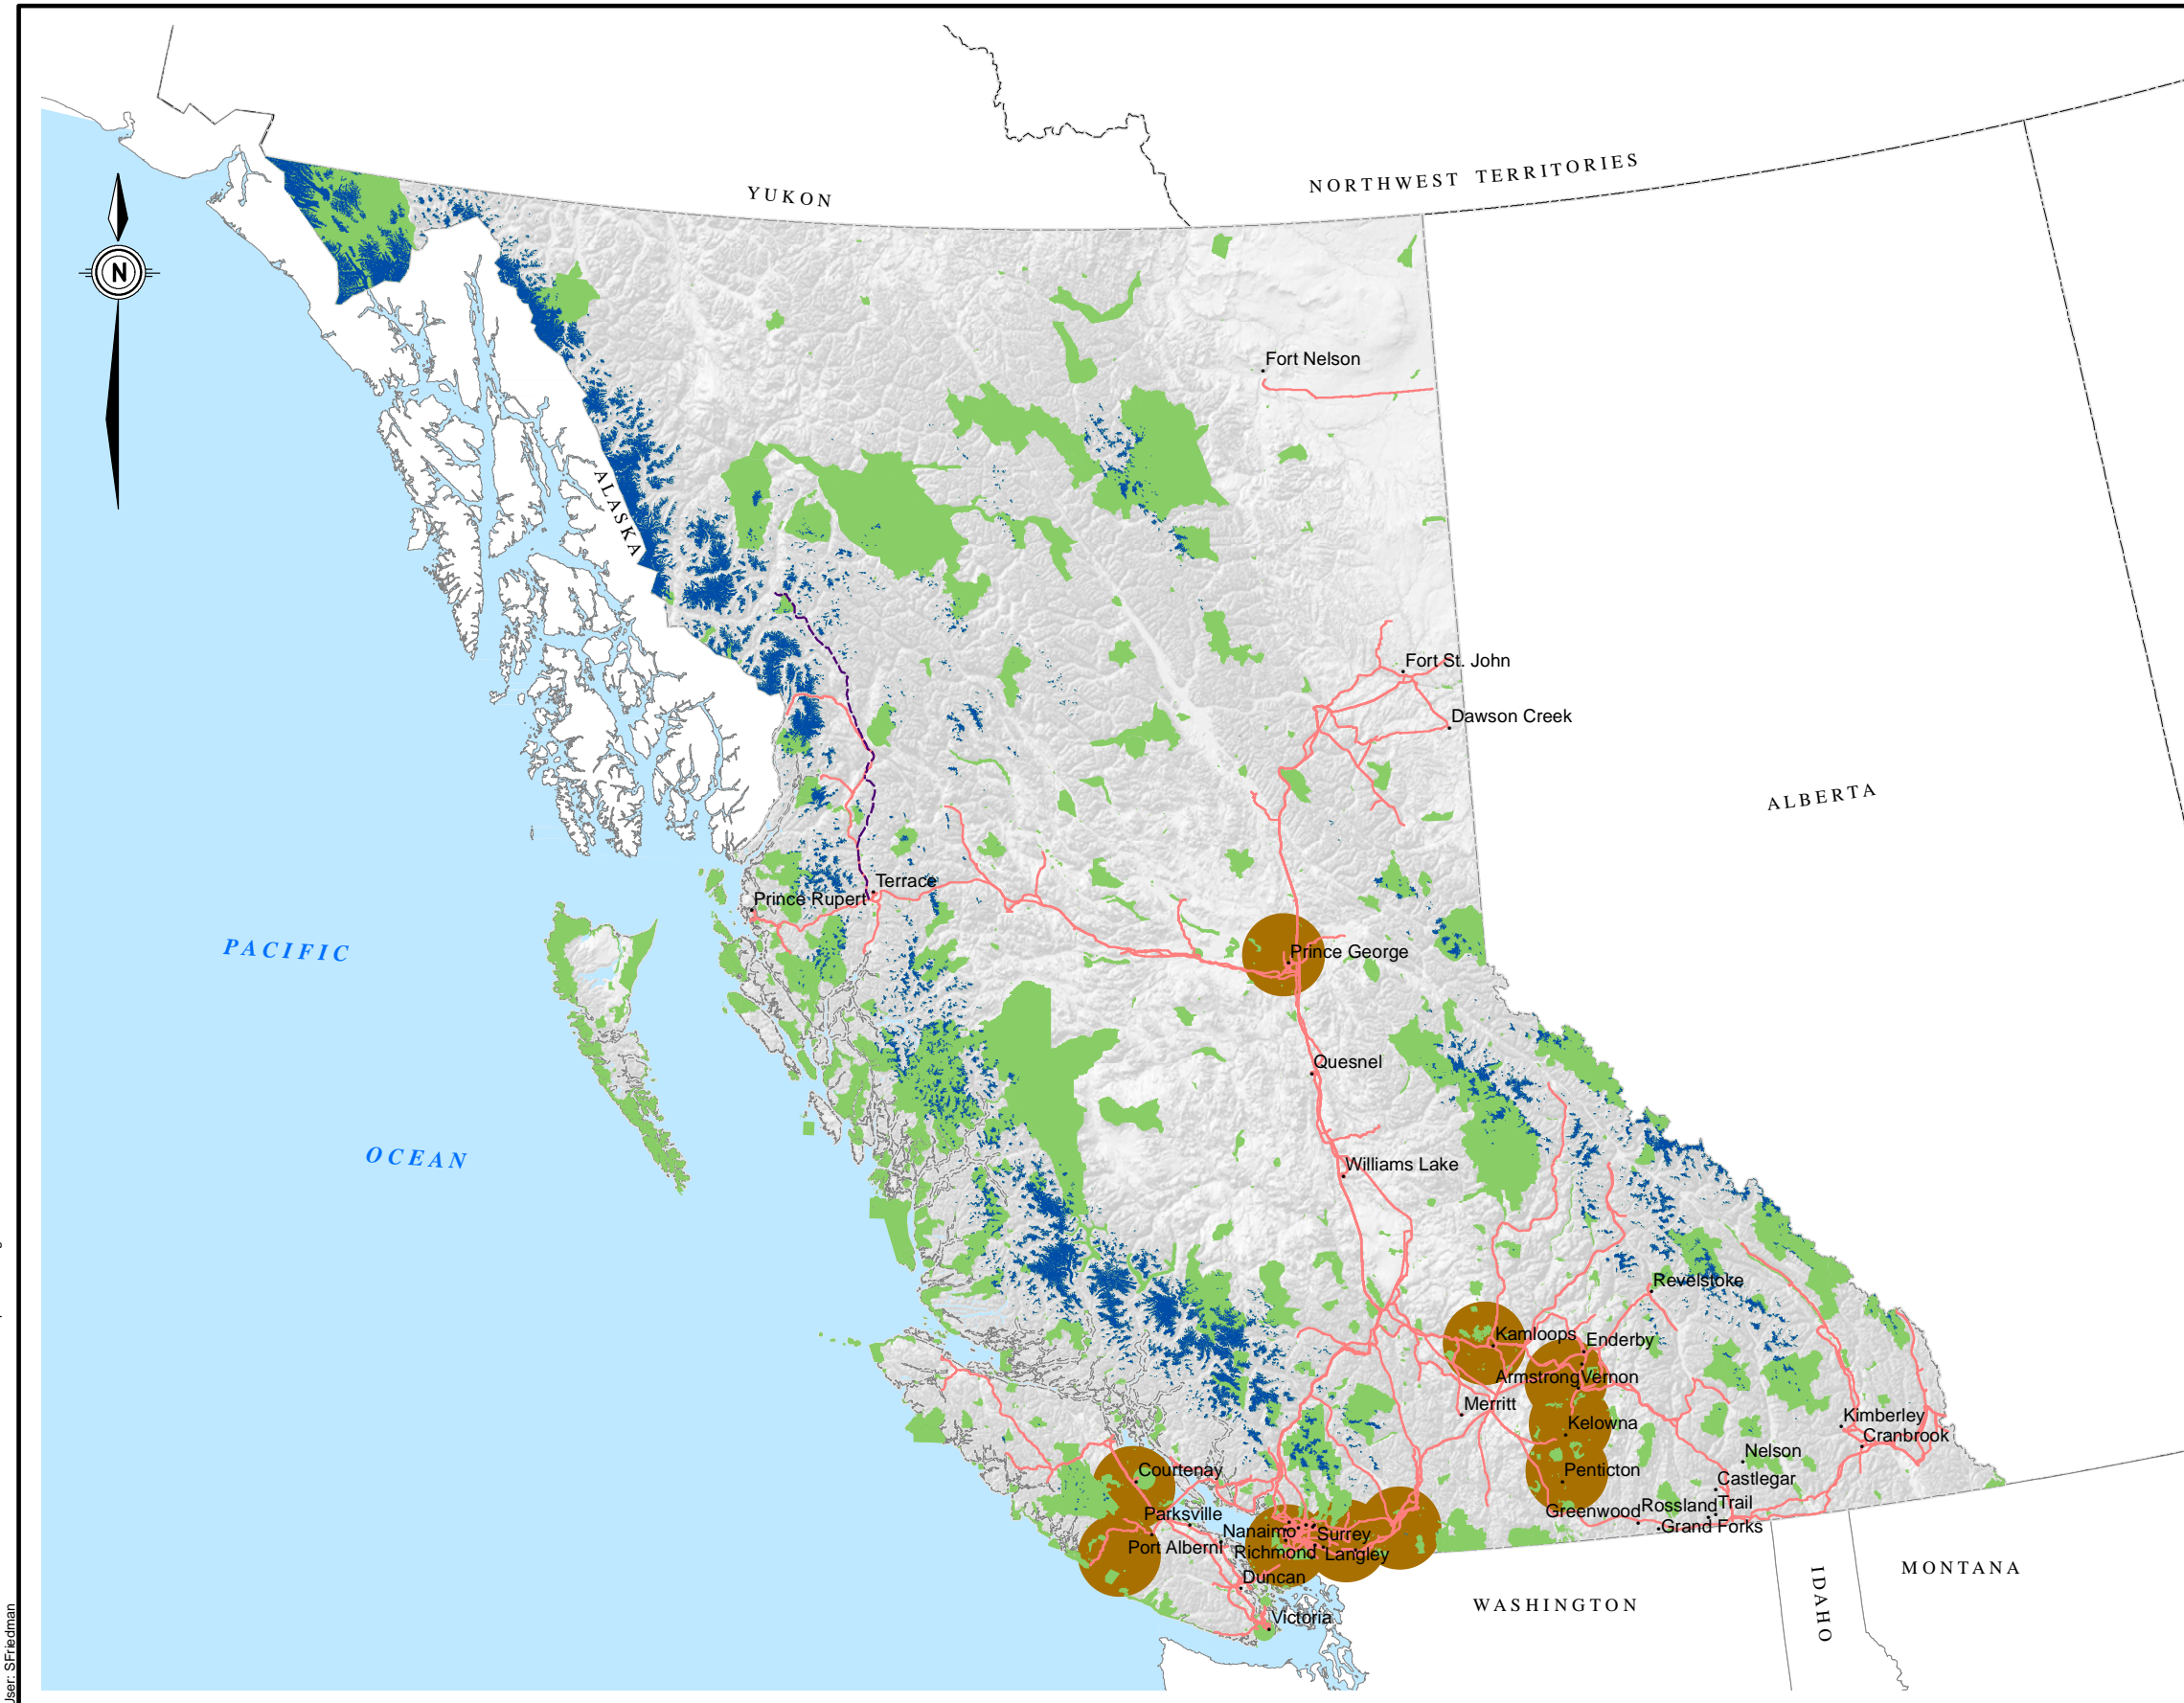 NORTHWEST TERRITORIES
YUKON
N
Fort Nelson
ALASKA
Fort St. John
Dawson Creek
ALBERTA
Terrace
Prince Rupert
PACIFIC
Prince George
Quesnel
OCEAN
Williams Lake
Revelstoke
Kamloops
Enderby
Armstrong
Vernon
Merritt
Kelowna
Kimberley
Cranbrook
Nelson
Courtenay
Penticton
Castlegar
Parksville
Greenwood
Rossland
Trail
Nanaimo
Surrey
Grand Forks
Port Alberni
Richmond
Langley
Duncan
MONTANA
IDAHO
WASHINGTON
Victoria
User: SFriedman